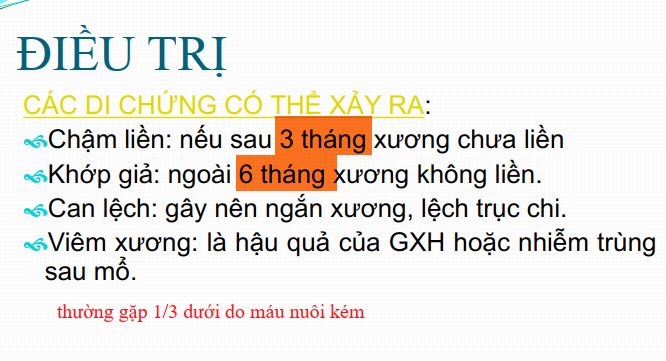 ĐIỀU TRỊ
CÁC DI CHỨNG CÓ THỂ XẢY RA:
Chậm liền: nếu sau 3 tháng xương chưa liền
Khớp giả: ngoài 6 tháng xương không liền.
Can lệch: gây nên ngắn xương, lệch trục chi.
Viêm xương: là hậu quả của GXH hoặc nhiễm trùng
sau mổ.
thường gặp 1/3 dưới do máu nuôi kém